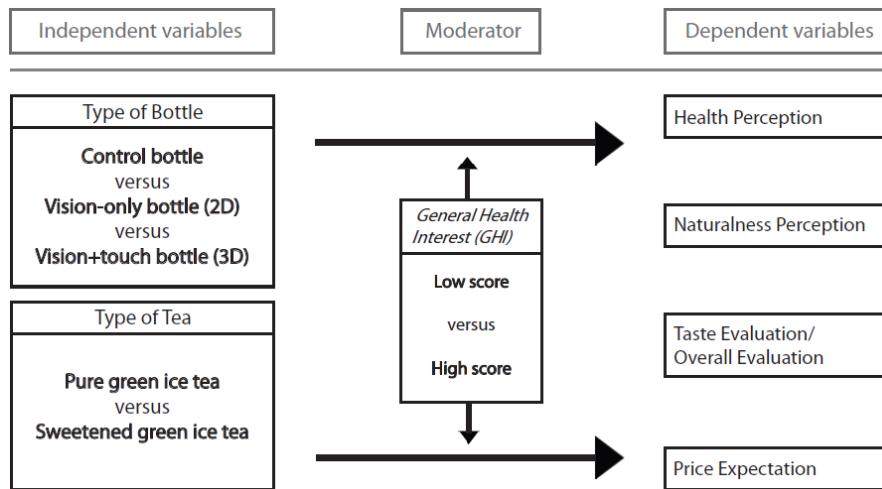 Independent variables
Moderator
Dependent variables
Type of Bottle
Control bottle
versus
Vision-only bottle (2D)
versus
Vision+touch bottle (3D)
Type of Tea
Pure green ice tea
versus
Sweetened green ice tea
General Health
Interest (GHI)
Low score
versus
High score
Health Perception
Naturalness Perception
Taste Evaluation/
Overall Evaluation
Price Expectation